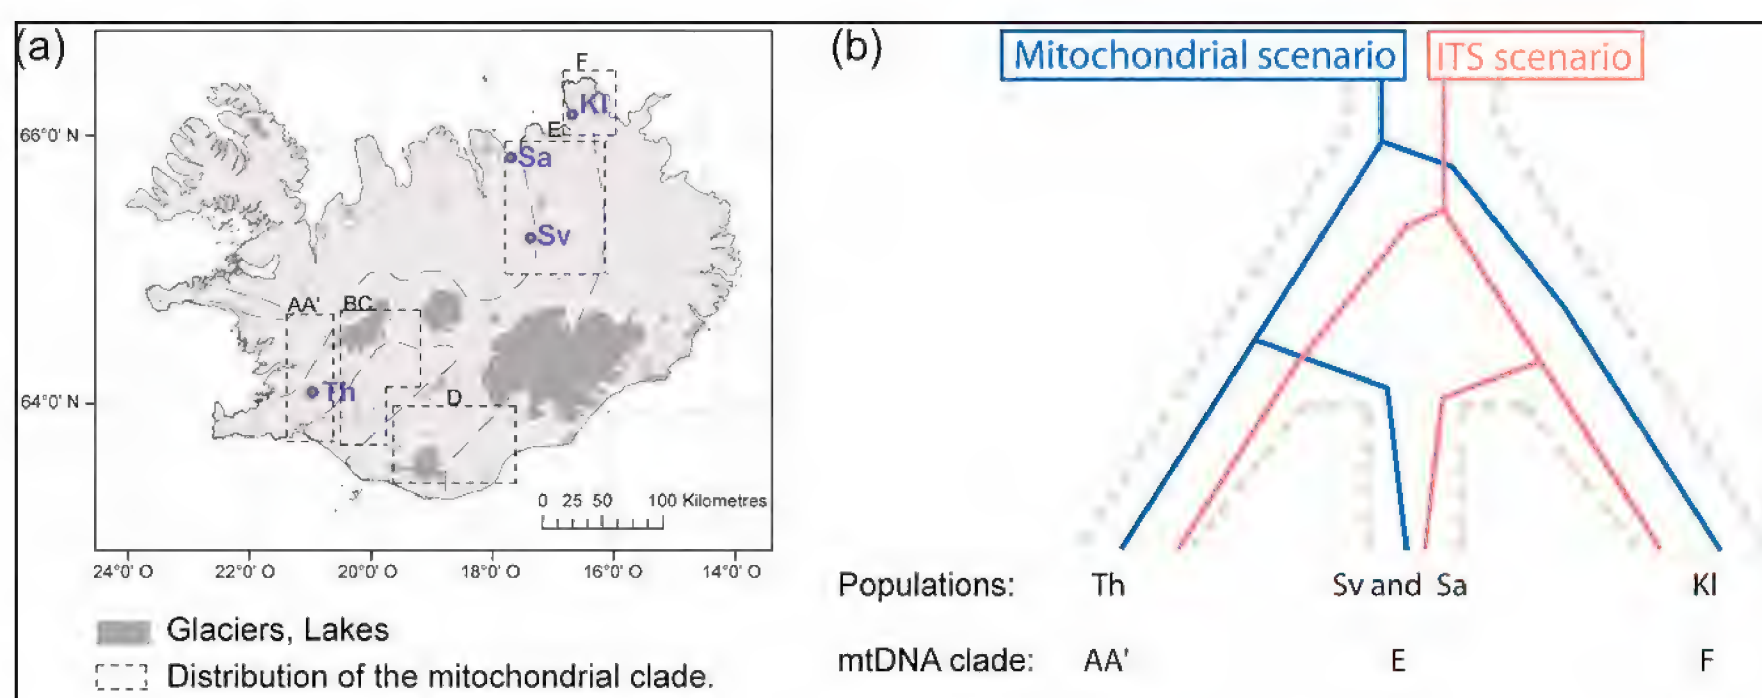 (a)
F
Kl
66°0' N
E
Sa
Sv
AA'
BC
Th
64°0' N
D
0 25 50 100 Kilometres
24°0' O 22°0' O 20°0' O 18°0' O 16°0' O 14°0' O
Glaciers, Lakes
Distribution of the mitochondrial clade.
(b)
Mitochondrial scenario ITS scenario
Populations: Th Sv and Sa Kl
mtDNA clade: AA' E F